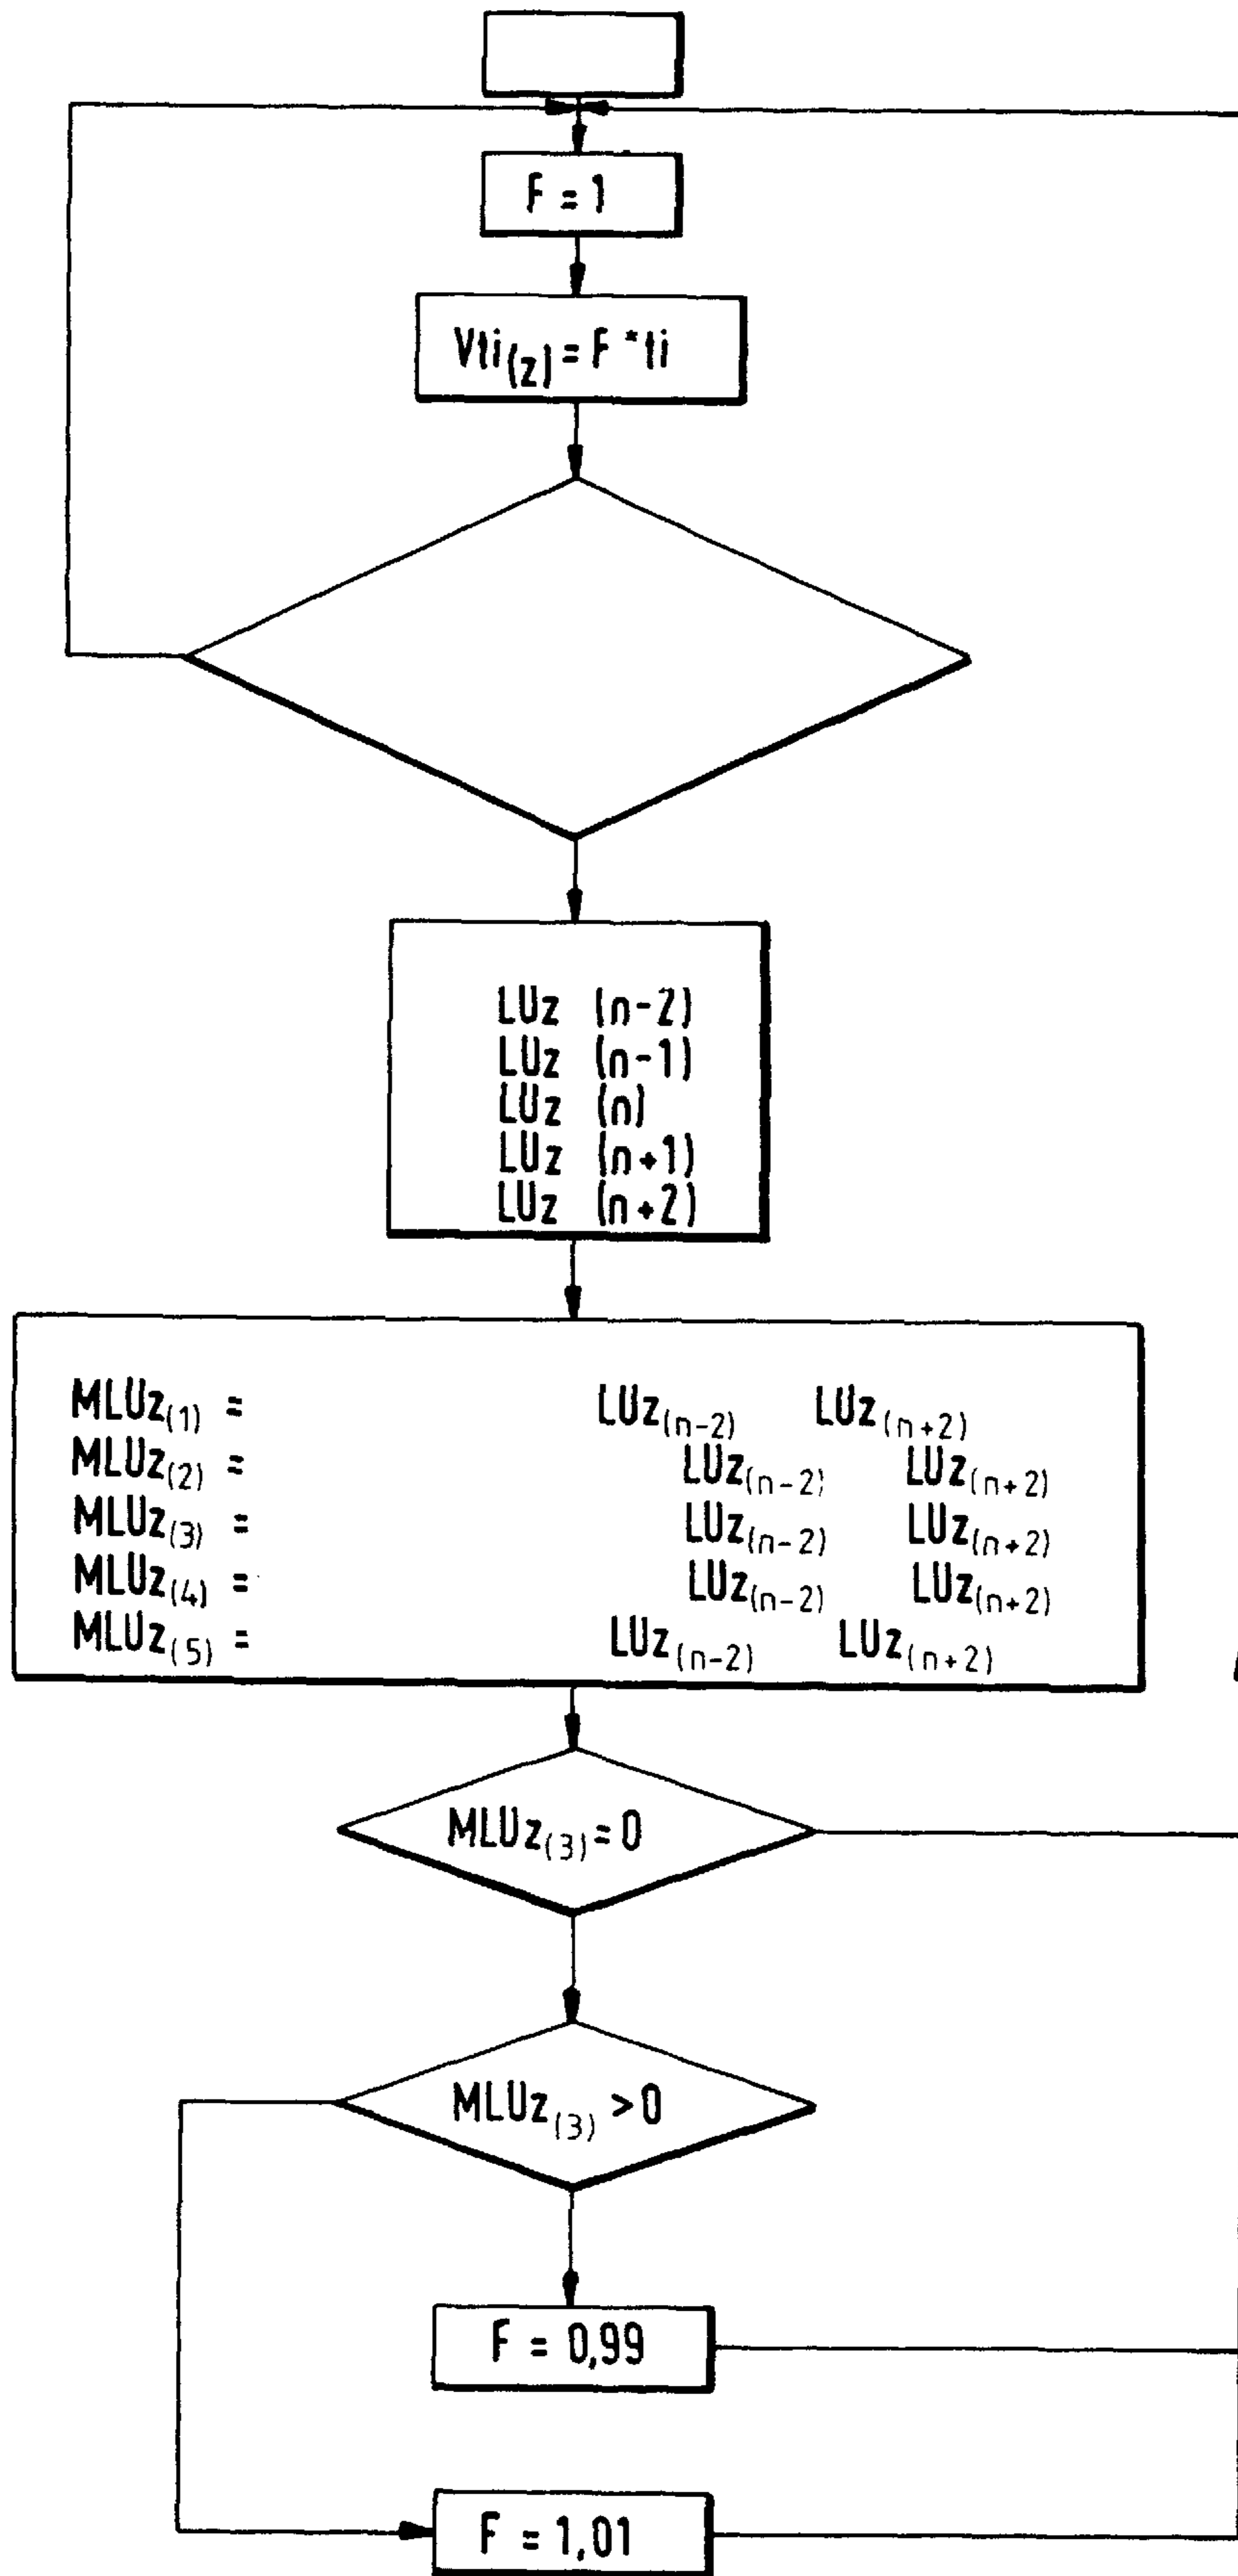 F = 1
Vti(z) = F * ti
LUz (n-2)
LUz (n-1)
LUz (n)
LUz (n+1)
LUz (n+2)
MLUz(1) = LUz(n-2) LUz(n+2)
MLUz(2) = LUz(n-2) LUz(n+2)
MLUz(3) = LUz(n-2) LUz(n+2)
MLUz(4) = LUz(n-2) LUz(n+2)
MLUz(5) = LUz(n-2) LUz(n+2)
MLUz(3) = 0
MLUz(3) > 0
F = 0,99
F = 1,01